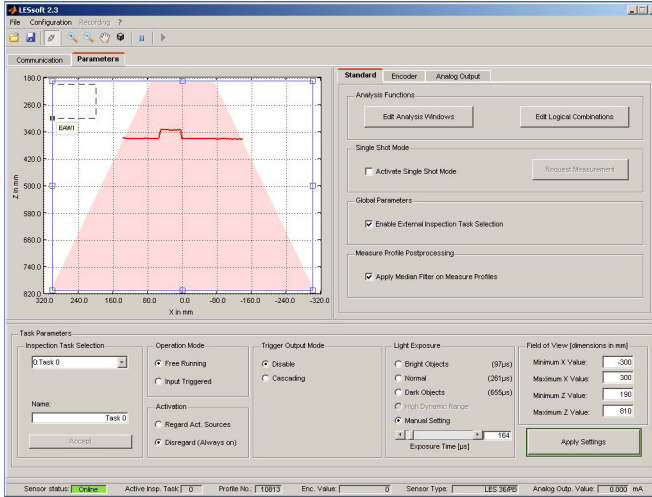 LESsoft 2.3
File Configuration Recording ?
Communication Parameters
180.0
260.0
340.0
420.0
500.0
580.0
660.0
740.0
820.0
Z in mm
EAW1
320.0 240.0 160.0 80.0 0.0 -80.0 -160.0 -240.0 -320.0
X in mm
Standard Encoder Analog Output
Analysis Functions
Edit Analysis Windows Edit Logical Combinations
Single Shot Mode
Activate Single Shot Mode Request Measurement
Global Parameters
Enable External Inspection Task Selection
Measure Profile Postprocessing
Apply Median Filter on Measure Profiles
Task Parameters
Inspection Task Selection
0:Task 0
Name:
Task 0
Accept
Operation Mode
Free Running
Input Triggered
Activation
Regard Act. Sources
Disregard (Always on)
Trigger Output Mode
Disable
Cascading
Light Exposure
Bright Objects (97µs)
Normal (261µs)
Dark Objects (655µs)
High Dynamic Range
Manual Setting
164
Exposure Time [µs]
Field of View [dimensions in mm]
Minimum X Value: -300
Maximum X Value: 300
Minimum Z Value: 190
Maximum Z Value: 810
Apply Settings
Sensor status: Online Active Insp. Task: 0 Profile No.: 10813 Enc. Value: 0 Sensor Type: LES 36/PB Analog Outp. Value: 0.000 mA